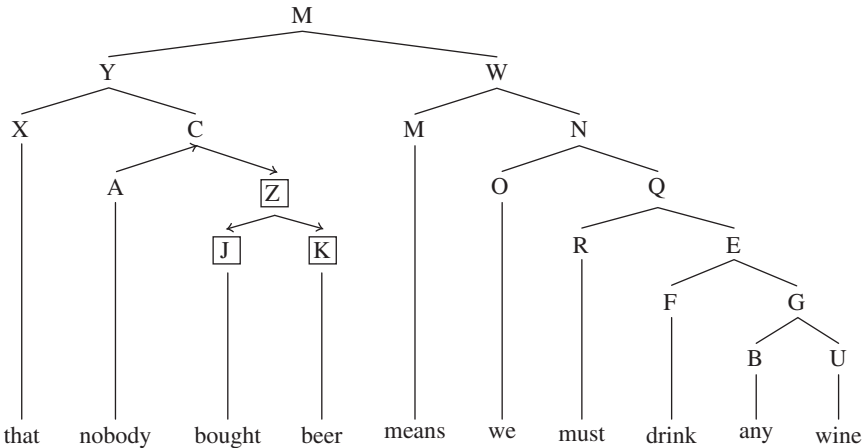 M
Y W
X C M N
A Z O Q
J K R E
F G
B U
that nobody bought beer means we must drink any wine